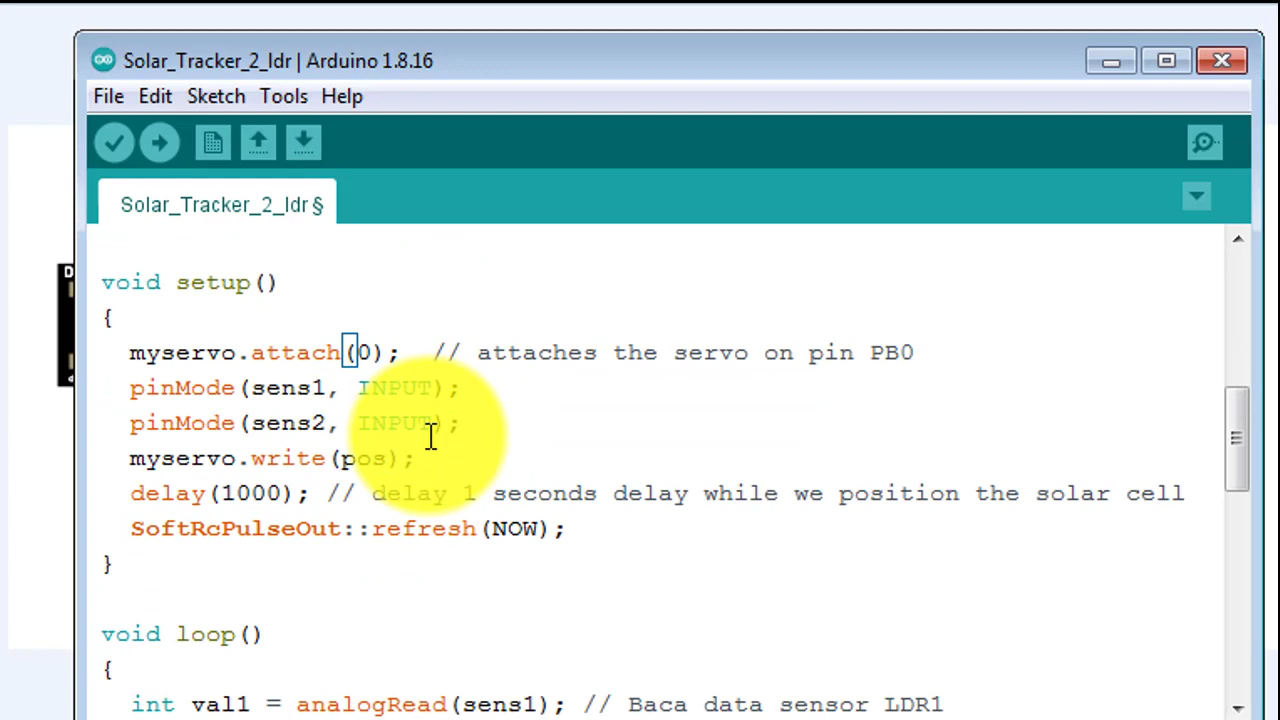 Solar_Tracker_2_ldr | Arduino 1.8.16
File Edit Sketch Tools Help
Solar_Tracker_2_ldr §
void setup()
{
myservo.attach(0); // attaches the servo on pin PB0
pinMode(sens1, INPUT);
pinMode(sens2, INPUT);
myservo.write(pos);
delay(1000); // delay 1 seconds delay while we position the solar cell
SoftRcPulseOut::refresh(NOW);
}
void loop()
{
int val1 = analogRead(sens1); // Baca data sensor LDR1
D